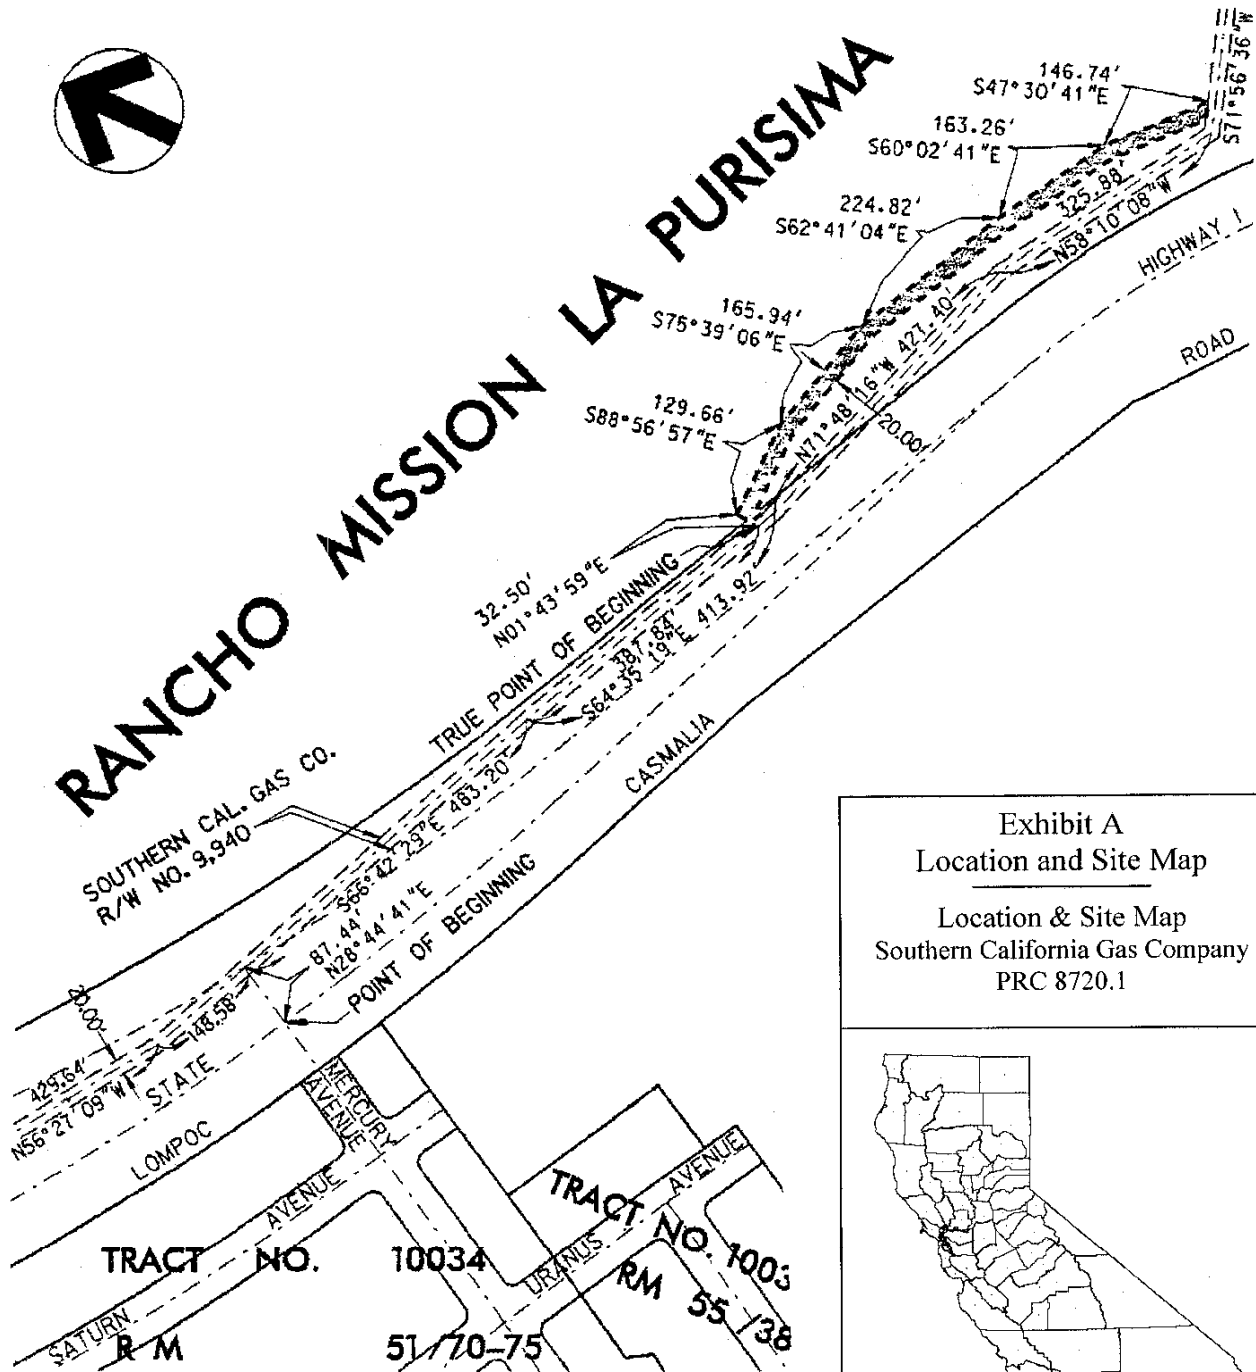 RANCHO MISSION LA PURISIMA
146.74'
S47°30'41"E
163.26'
S60°02'41"E
224.82'
S62°41'04"E
165.94'
S75°39'06"E
129.66'
S88°56'57"E
32.50'
N01°43'59"E
S71°56'36"W
325.88'
N58°10'08"W
N71°48'16"W 427.40'
20.00'
HIGHWAY 1
ROAD
TRUE POINT OF BEGINNING
387.84'
S64°35'19"E 413.92'
CASMALIA
SOUTHERN CAL. GAS CO.
R/W NO. 9,940
S66°42'29"E 483.20'
87.44'
N28°44'41"E
POINT OF BEGINNING
20.00'
148.58'
429.64'
N56°27'09"W
STATE
LOMPOC
MERCURY
AVENUE
SATURN AVENUE
URANUS AVENUE
TRACT NO. 10034
R M 51/70-75
TRACT NO. 1003
RM 55/38
Exhibit A
Location and Site Map
Location & Site Map
Southern California Gas Company
PRC 8720.1